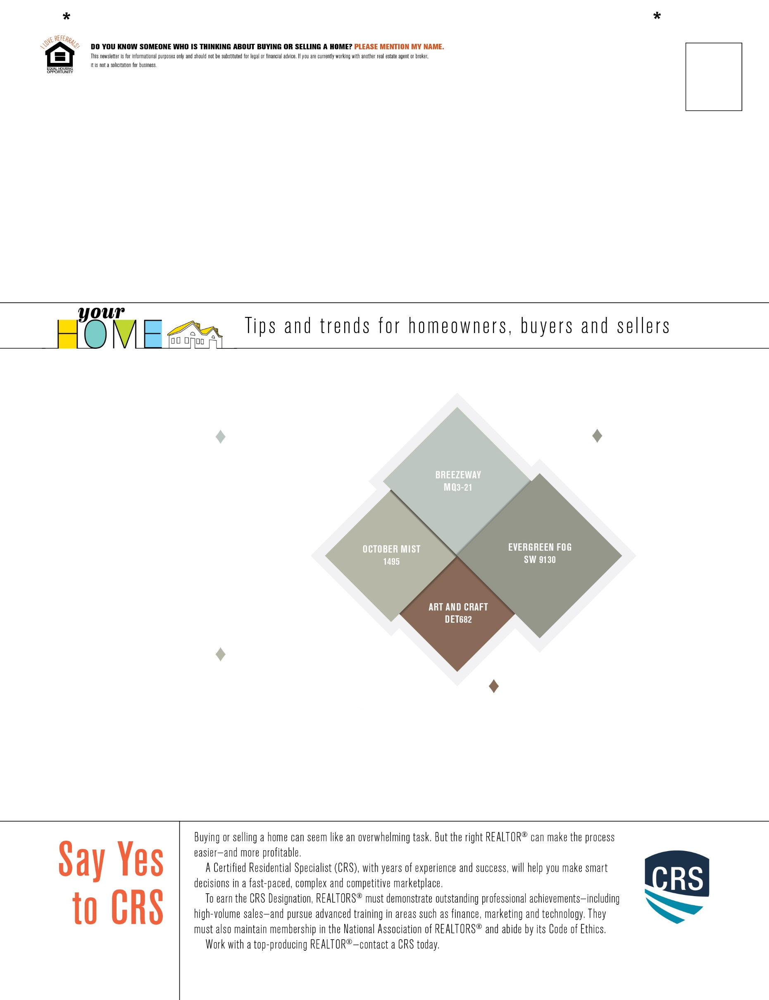 *
*
I LOVE REFERRALS!
EQUAL HOUSING
OPPORTUNITY
DO YOU KNOW SOMEONE WHO IS THINKING ABOUT BUYING OR SELLING A HOME? PLEASE MENTION MY NAME.
This newsletter is for informational purposes only and should not be substituted for legal or financial advice. If you are currently working with another real estate agent or broker,
it is not a solicitation for business.
your
HOME
Tips and trends for homeowners, buyers and sellers
BREEZEWAY
MQ3-21
OCTOBER MIST
1495
EVERGREEN FOG
SW 9130
ART AND CRAFT
DET682
Say Yes
to CRS
Buying or selling a home can seem like an overwhelming task. But the right REALTOR® can make the process
easier—and more profitable.
A Certified Residential Specialist (CRS), with years of experience and success, will help you make smart
decisions in a fast-paced, complex and competitive marketplace.
To earn the CRS Designation, REALTORS® must demonstrate outstanding professional achievements—including
high-volume sales—and pursue advanced training in areas such as finance, marketing and technology. They
must also maintain membership in the National Association of REALTORS® and abide by its Code of Ethics.
Work with a top-producing REALTOR®—contact a CRS today.
CRS